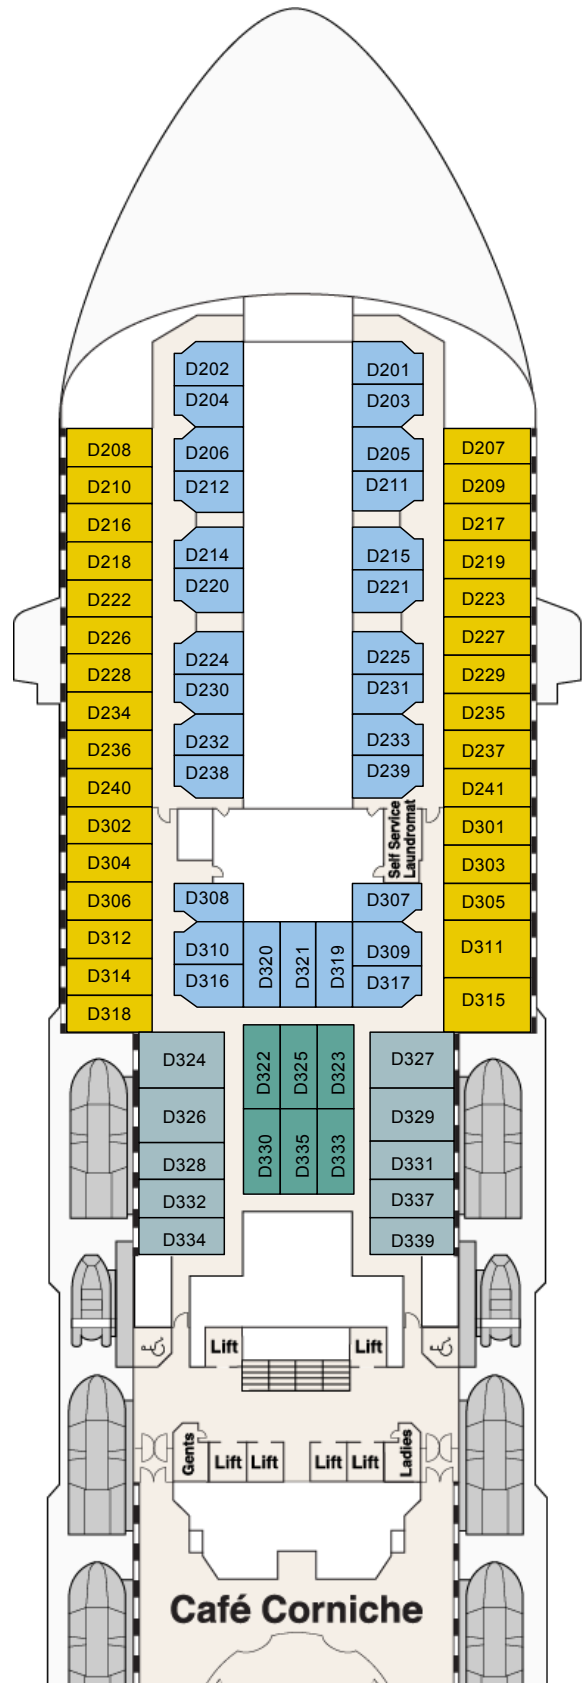 D202 D201
D204 D203
D208 D206 D205 D207
D210 D212 D211 D209
D216 D217
D218 D214 D215 D219
D222 D220 D221 D223
D226 D227
D228 D224 D225 D229
D234 D230 D231 D235
D236 D232 D233 D237
D240 D238 D239 D241
D302 Self Service D301
Laundromat
D304 D303
D306 D308 D307 D305
D312 D310 D320 D321 D319 D309 D311
D314 D316 D317
D318 D315
D324 D322 D325 D323 D327
D326 D329
D328 D330 D335 D333 D331
D332 D337
D334 D339
Lift Lift
Gents Lift Lift Lift Lift Ladies
Café Corniche